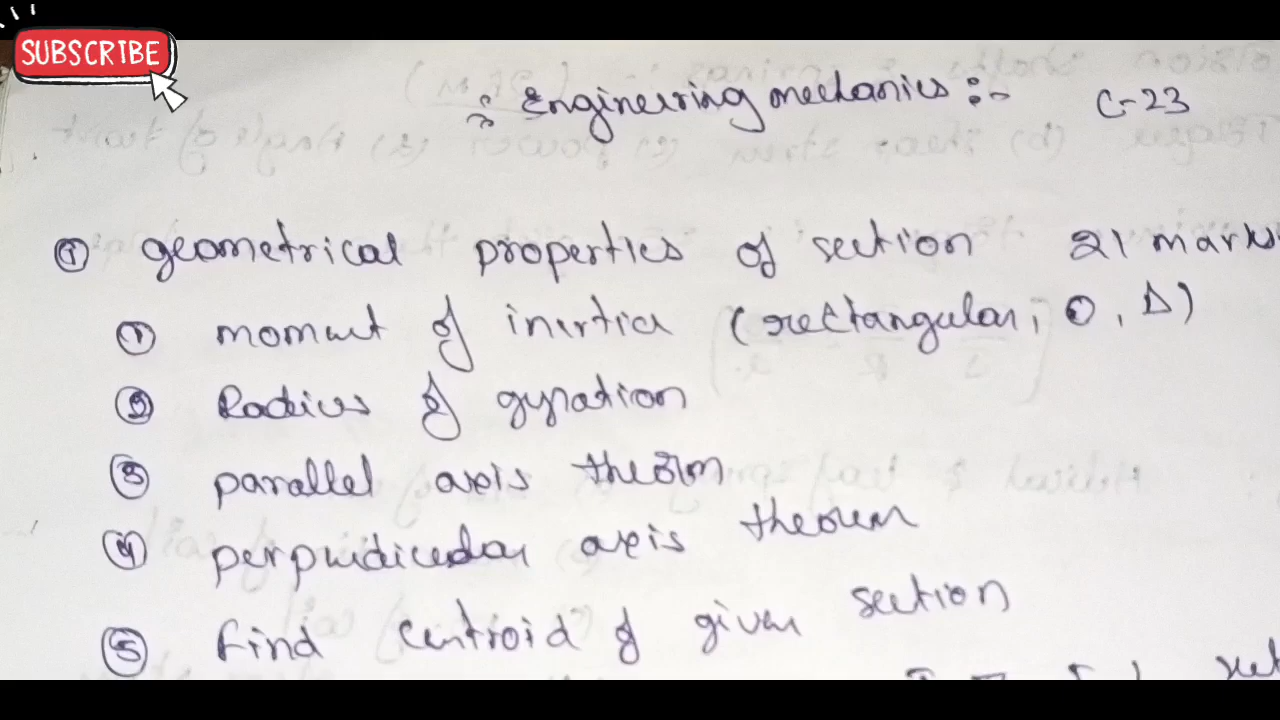 SUBSCRIBE
: Engineering mechanics :- C-23
① geometrical properties of section 21 marks
① moment of inertia (rectangular, O, Δ)
② Radius of gyration
③ parallel axis theorm
④ perpendicular axis theorem
⑤ Find centroid of given section